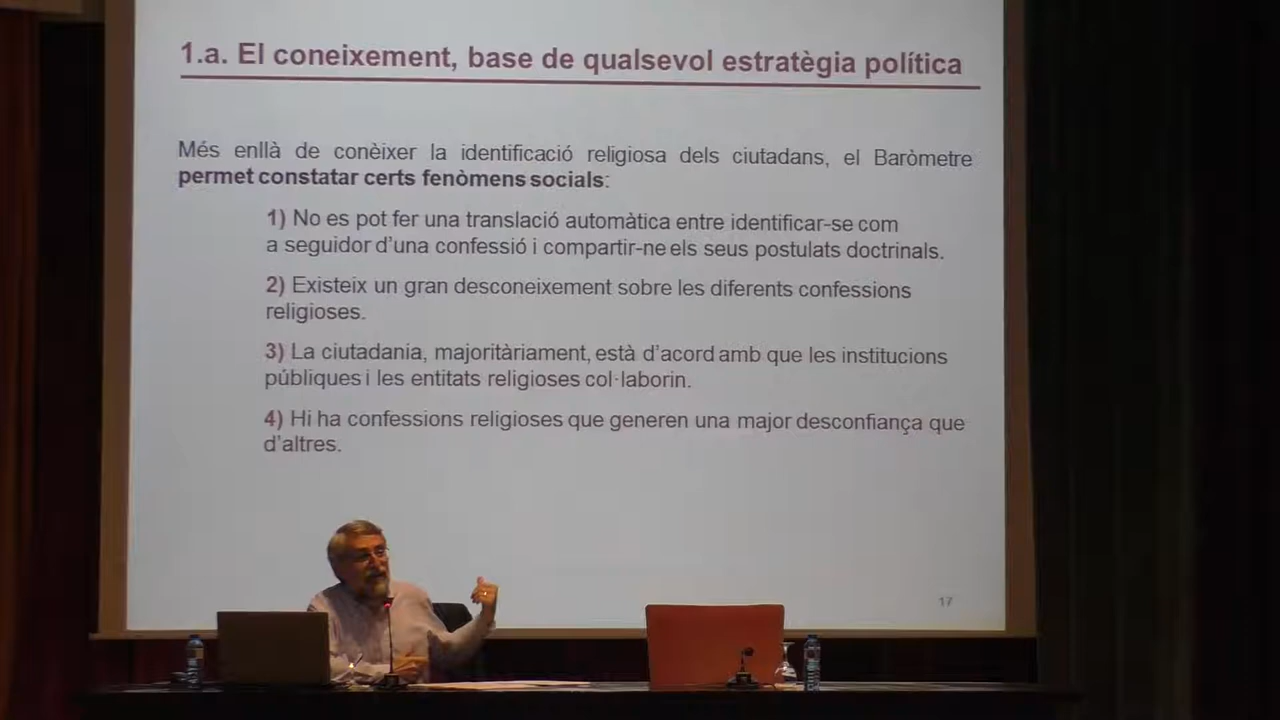 1.a. El coneixement, base de qualsevol estratègia política
Més enllà de conèixer la identificació religiosa dels ciutadans, el Baròmetre
permet constatar certs fenòmens socials:
1) No es pot fer una translació automàtica entre identificar-se com
a seguidor d'una confessió i compartir-ne els seus postulats doctrinals.
2) Existeix un gran desconeixement sobre les diferents confessions
religioses.
3) La ciutadania, majoritàriament, està d'acord amb que les institucions
públiques i les entitats religioses col·laborin.
4) Hi ha confessions religioses que generen una major desconfiança que
d'altres.
17